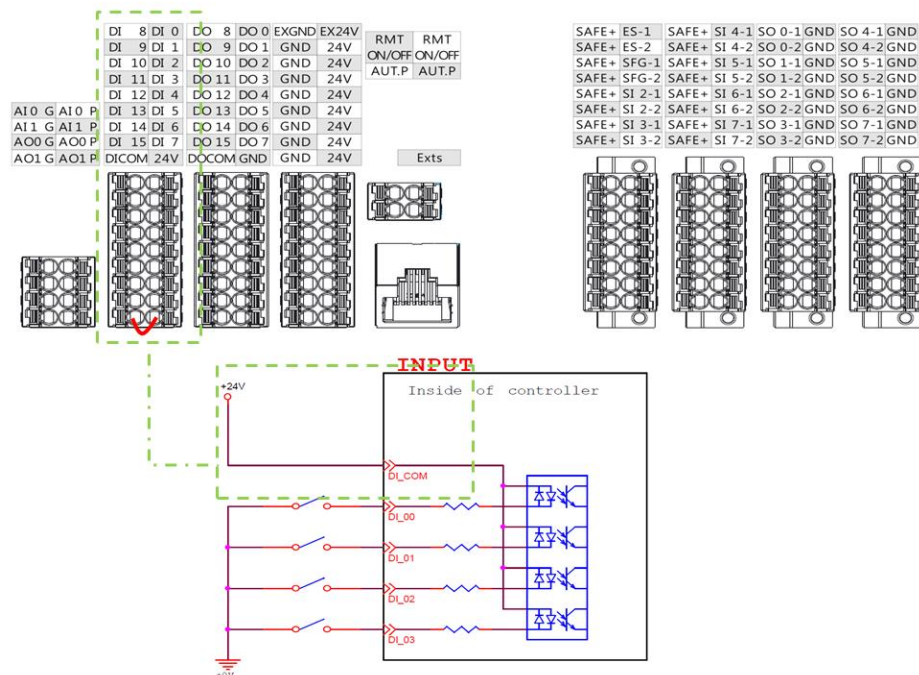 DI 8 DI 0 DO 8 DO 0 EXGND EX24V
DI 9 DI 1 DO 9 DO 1 GND 24V
DI 10 DI 2 DO 10 DO 2 GND 24V
DI 11 DI 3 DO 11 DO 3 GND 24V
DI 12 DI 4 DO 12 DO 4 GND 24V
AI0 G AI0 P DI 13 DI 5 DO 13 DO 5 GND 24V
AI1 G AI1 P DI 14 DI 6 DO 14 DO 6 GND 24V
AO0 G AO0 P DI 15 DI 7 DO 15 DO 7 GND 24V
AO1 G AO1 P DICOM 24V DOCOM GND GND 24V
RMT RMT
ON/OFF ON/OFF
AUT.P AUT.P
Exts
SAFE+ ES-1 SAFE+ SI 4-1 SO 0-1 GND SO 4-1 GND
SAFE+ ES-2 SAFE+ SI 4-2 SO 0-2 GND SO 4-2 GND
SAFE+ SFG-1 SAFE+ SI 5-1 SO 1-1 GND SO 5-1 GND
SAFE+ SFG-2 SAFE+ SI 5-2 SO 1-2 GND SO 5-2 GND
SAFE+ SI 2-1 SAFE+ SI 6-1 SO 2-1 GND SO 6-1 GND
SAFE+ SI 2-2 SAFE+ SI 6-2 SO 2-2 GND SO 6-2 GND
SAFE+ SI 3-1 SAFE+ SI 7-1 SO 3-1 GND SO 7-1 GND
SAFE+ SI 3-2 SAFE+ SI 7-2 SO 3-2 GND SO 7-2 GND
INPUT
Inside of controller
+24V
DI_COM
DI_00
DI_01
DI_02
DI_03